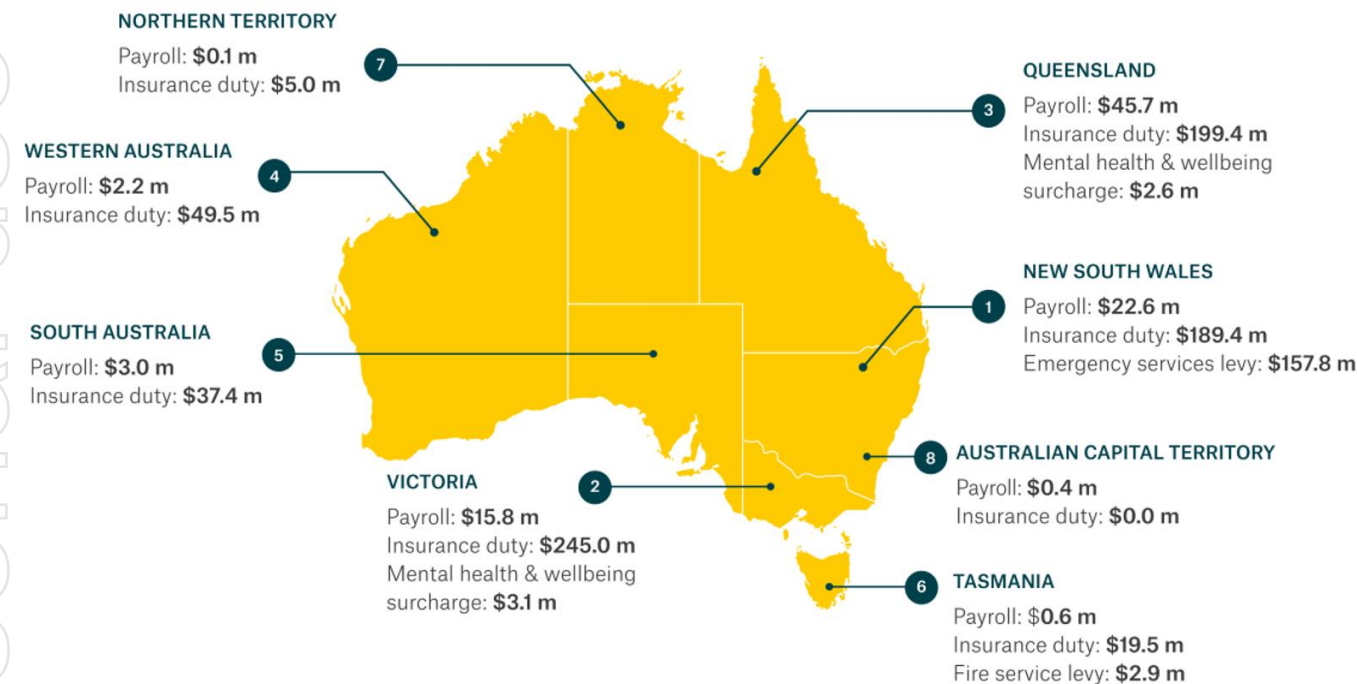 NORTHERN TERRITORY
Payroll: $0.1 m
Insurance duty: $5.0 m
7
WESTERN AUSTRALIA
Payroll: $2.2 m
Insurance duty: $49.5 m
4
SOUTH AUSTRALIA
Payroll: $3.0 m
Insurance duty: $37.4 m
5
VICTORIA
Payroll: $15.8 m
Insurance duty: $245.0 m
Mental health & wellbeing
surcharge: $3.1 m
2
3
QUEENSLAND
Payroll: $45.7 m
Insurance duty: $199.4 m
Mental health & wellbeing
surcharge: $2.6 m
1
NEW SOUTH WALES
Payroll: $22.6 m
Insurance duty: $189.4 m
Emergency services levy: $157.8 m
8
AUSTRALIAN CAPITAL TERRITORY
Payroll: $0.4 m
Insurance duty: $0.0 m
6
TASMANIA
Payroll: $0.6 m
Insurance duty: $19.5 m
Fire service levy: $2.9 m